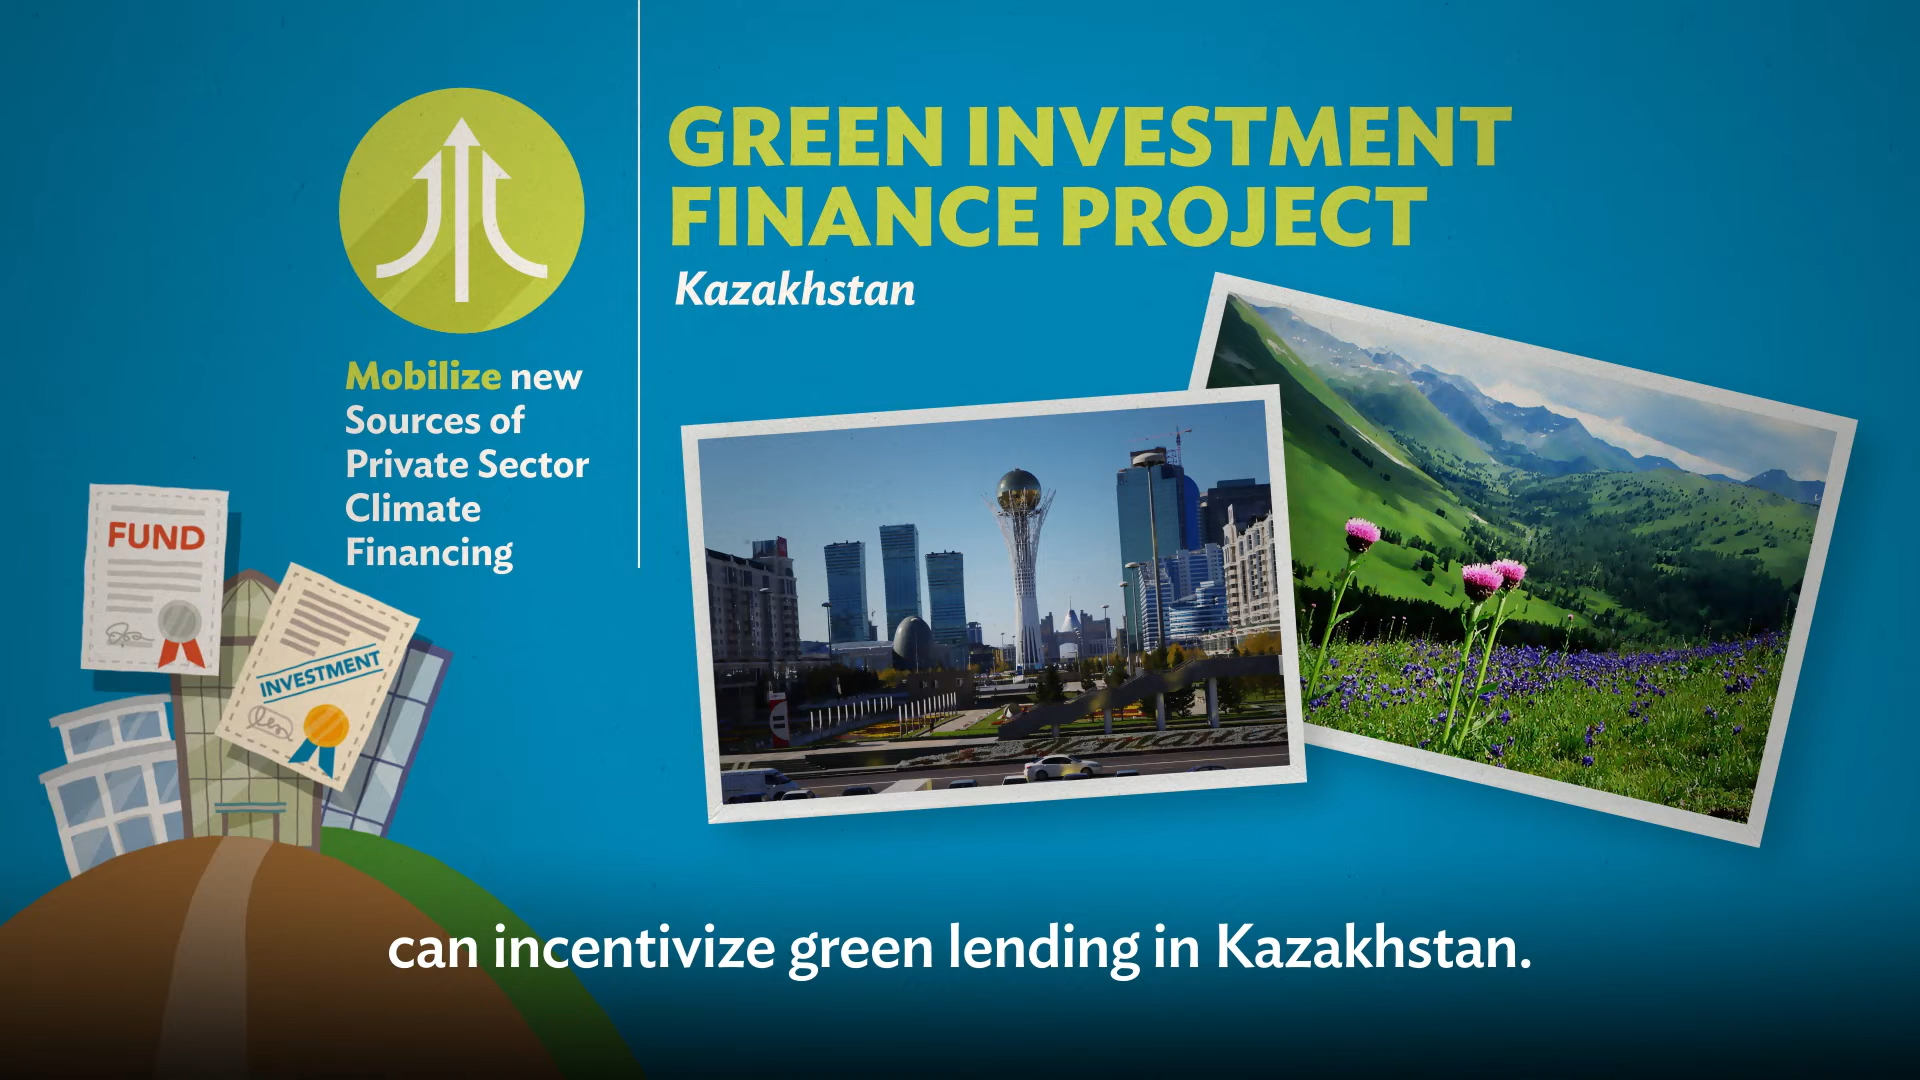 GREEN INVESTMENT
FINANCE PROJECT
Kazakhstan
Mobilize new
Sources of
Private Sector
Climate
Financing
FUND
INVESTMENT
can incentivize green lending in Kazakhstan.